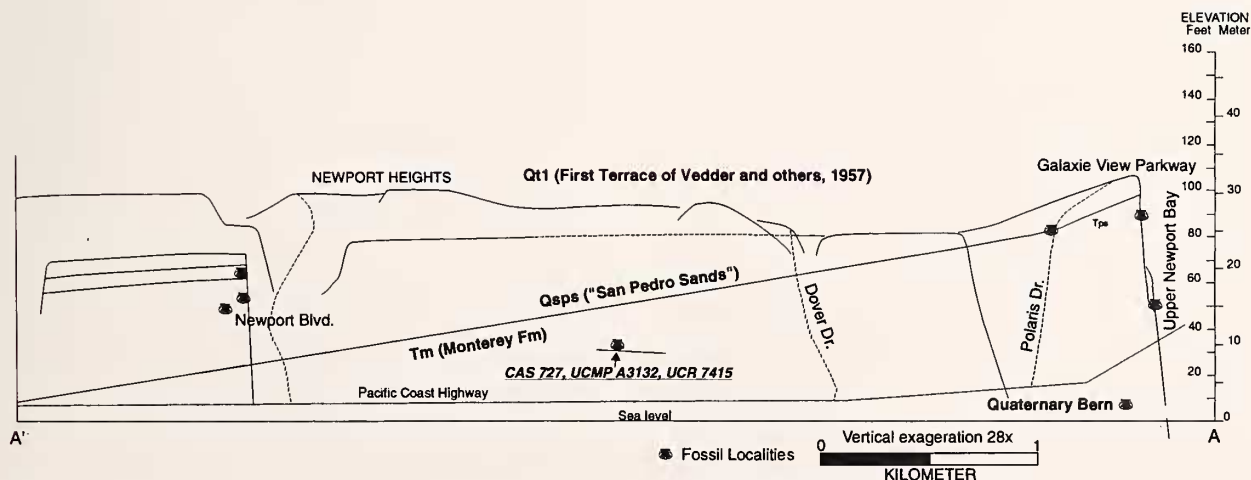 ELEVATION
Feet Meter
160
140
40
120
100 30
80
20
60
40
10
20
0 0
NEWPORT HEIGHTS
Qt1 (First Terrace of Vedder and others, 1957)
Galaxie View Parkway
Tps
Upper Newport Bay
Qsps ("San Pedro Sands")
Newport Blvd.
Dover Dr.
Polaris Dr.
Tm (Monterey Fm)
CAS 727, UCMP A3132, UCR 7415
Pacific Coast Highway
Quaternary Bern
Sea level
A'
A
Fossil Localities
Vertical exageration 28x
0 1
KILOMETER